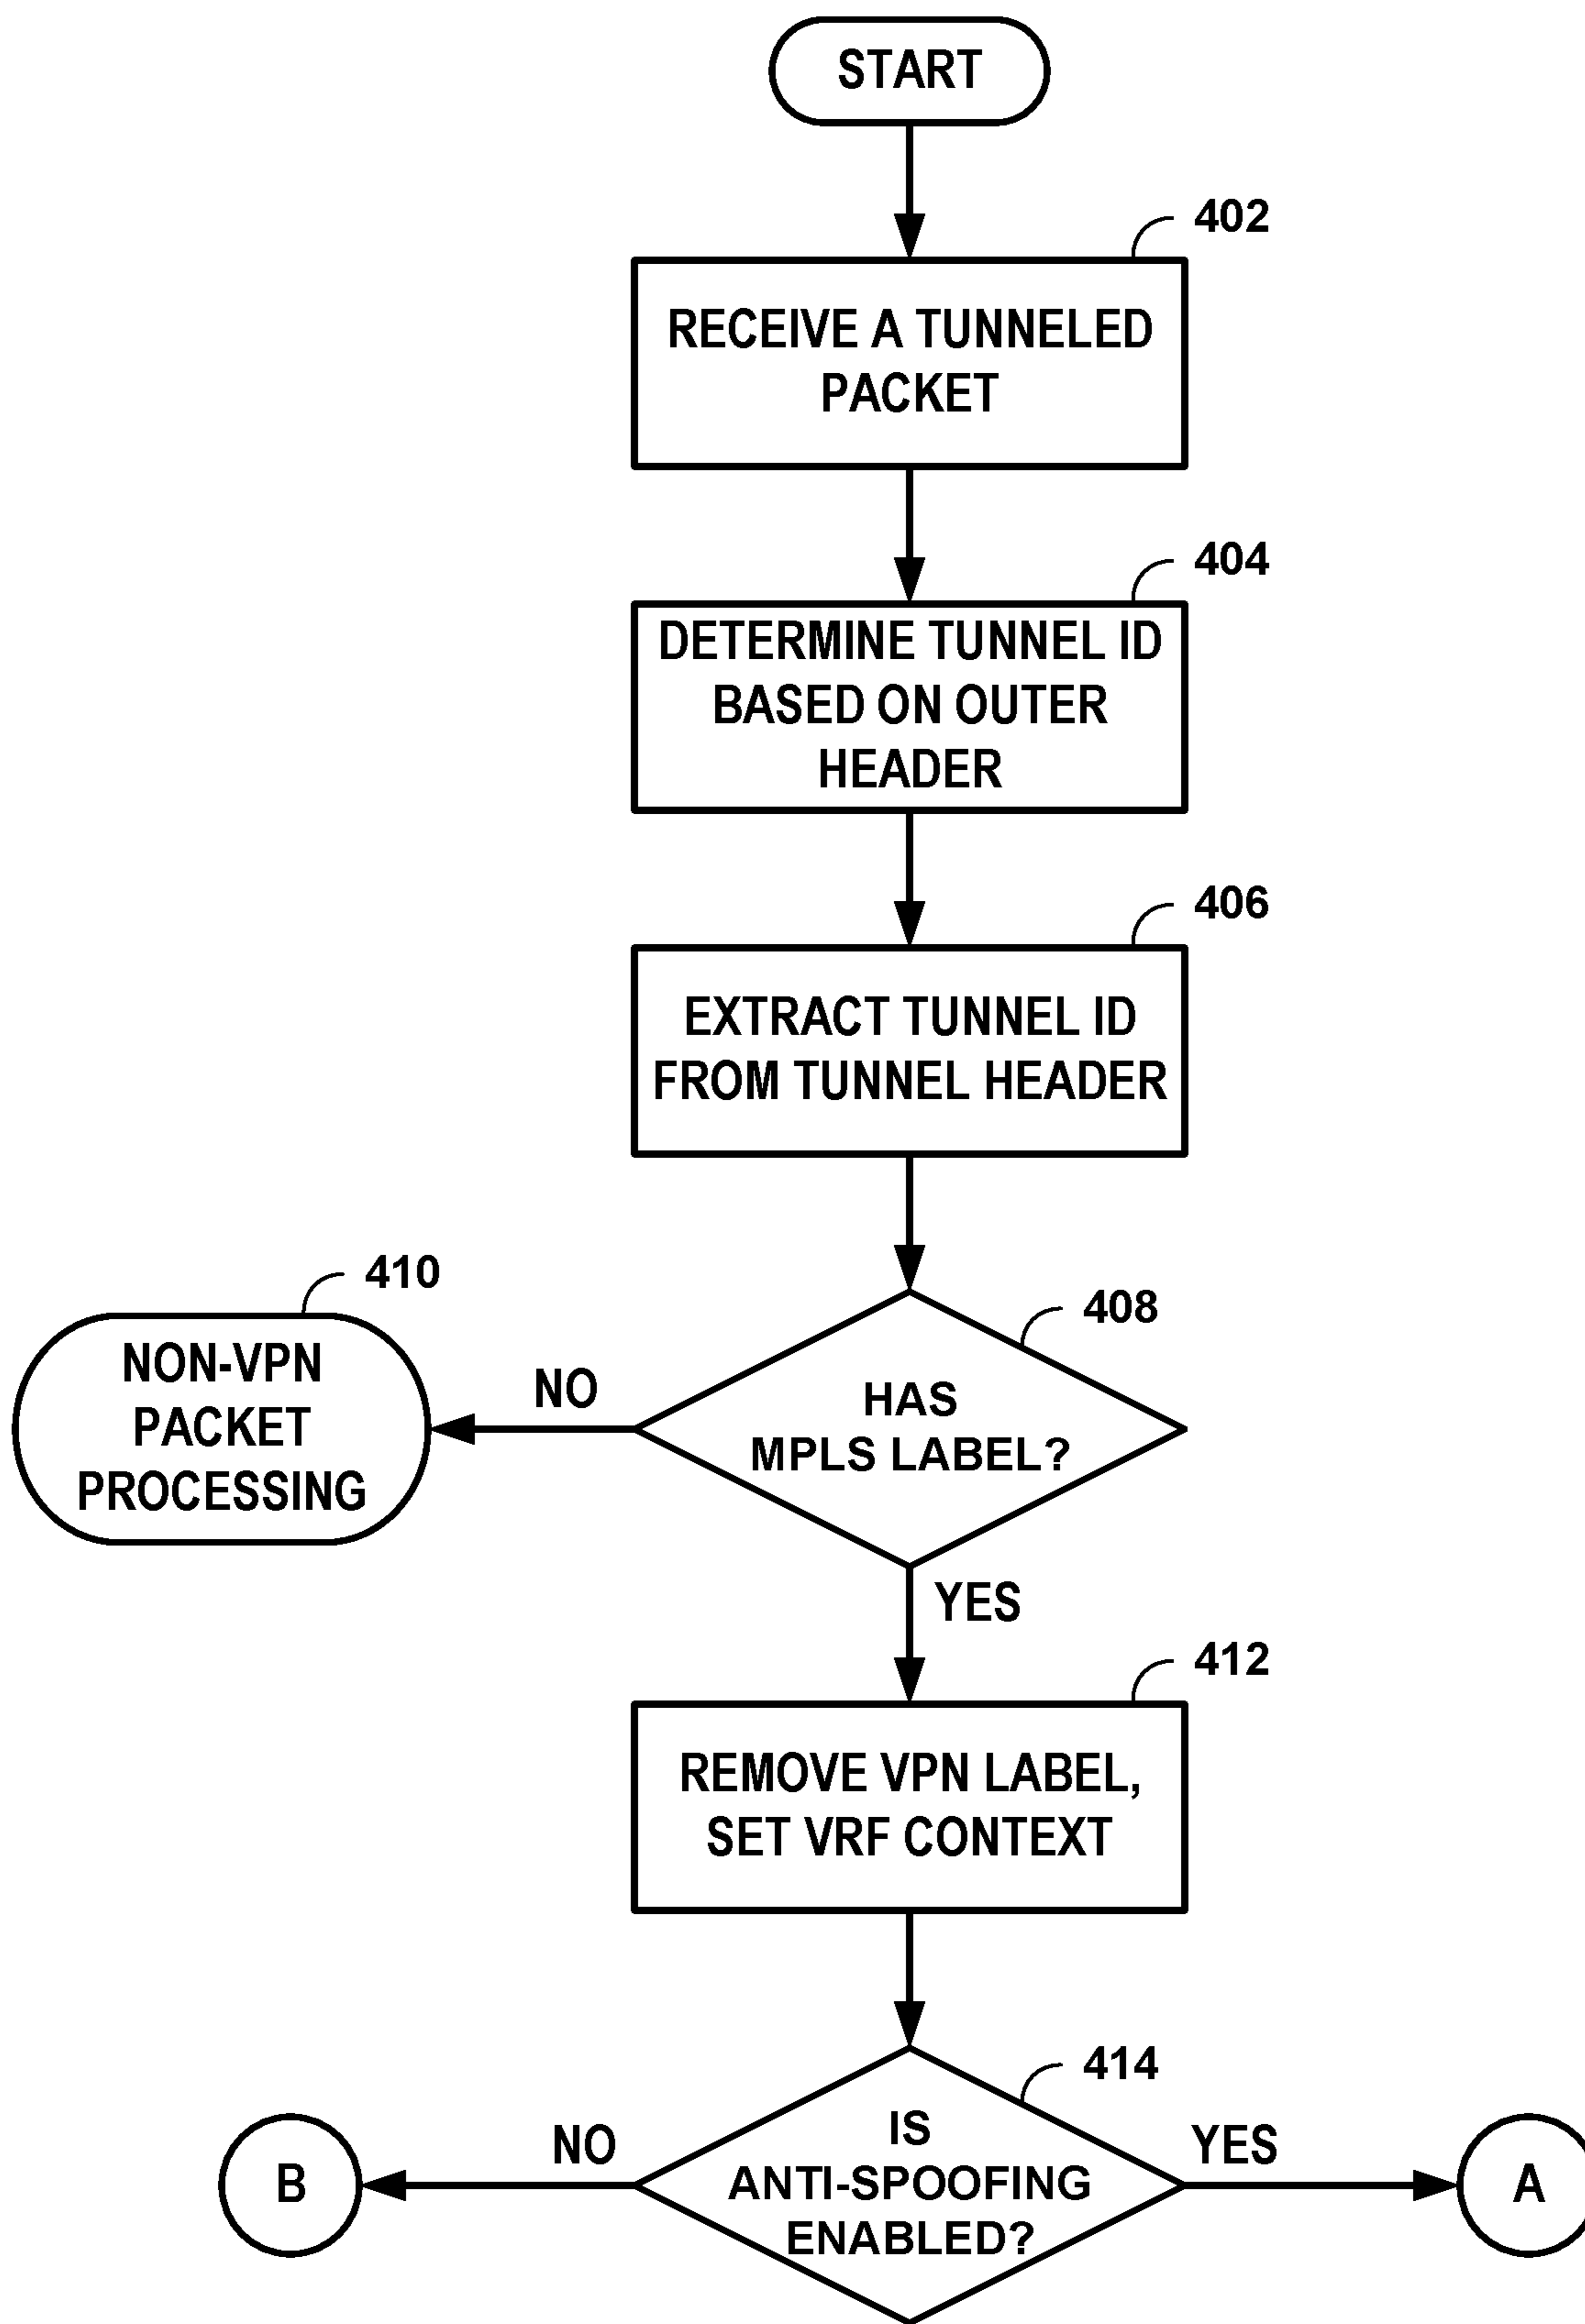 START
402
RECEIVE A TUNNELED
PACKET
404
DETERMINE TUNNEL ID
BASED ON OUTER
HEADER
406
EXTRACT TUNNEL ID
FROM TUNNEL HEADER
410
NON-VPN
PACKET
PROCESSING
NO
408
HAS
MPLS LABEL?
YES
412
REMOVE VPN LABEL,
SET VRF CONTEXT
414
IS
ANTI-SPOOFING
ENABLED?
NO
B
YES
A